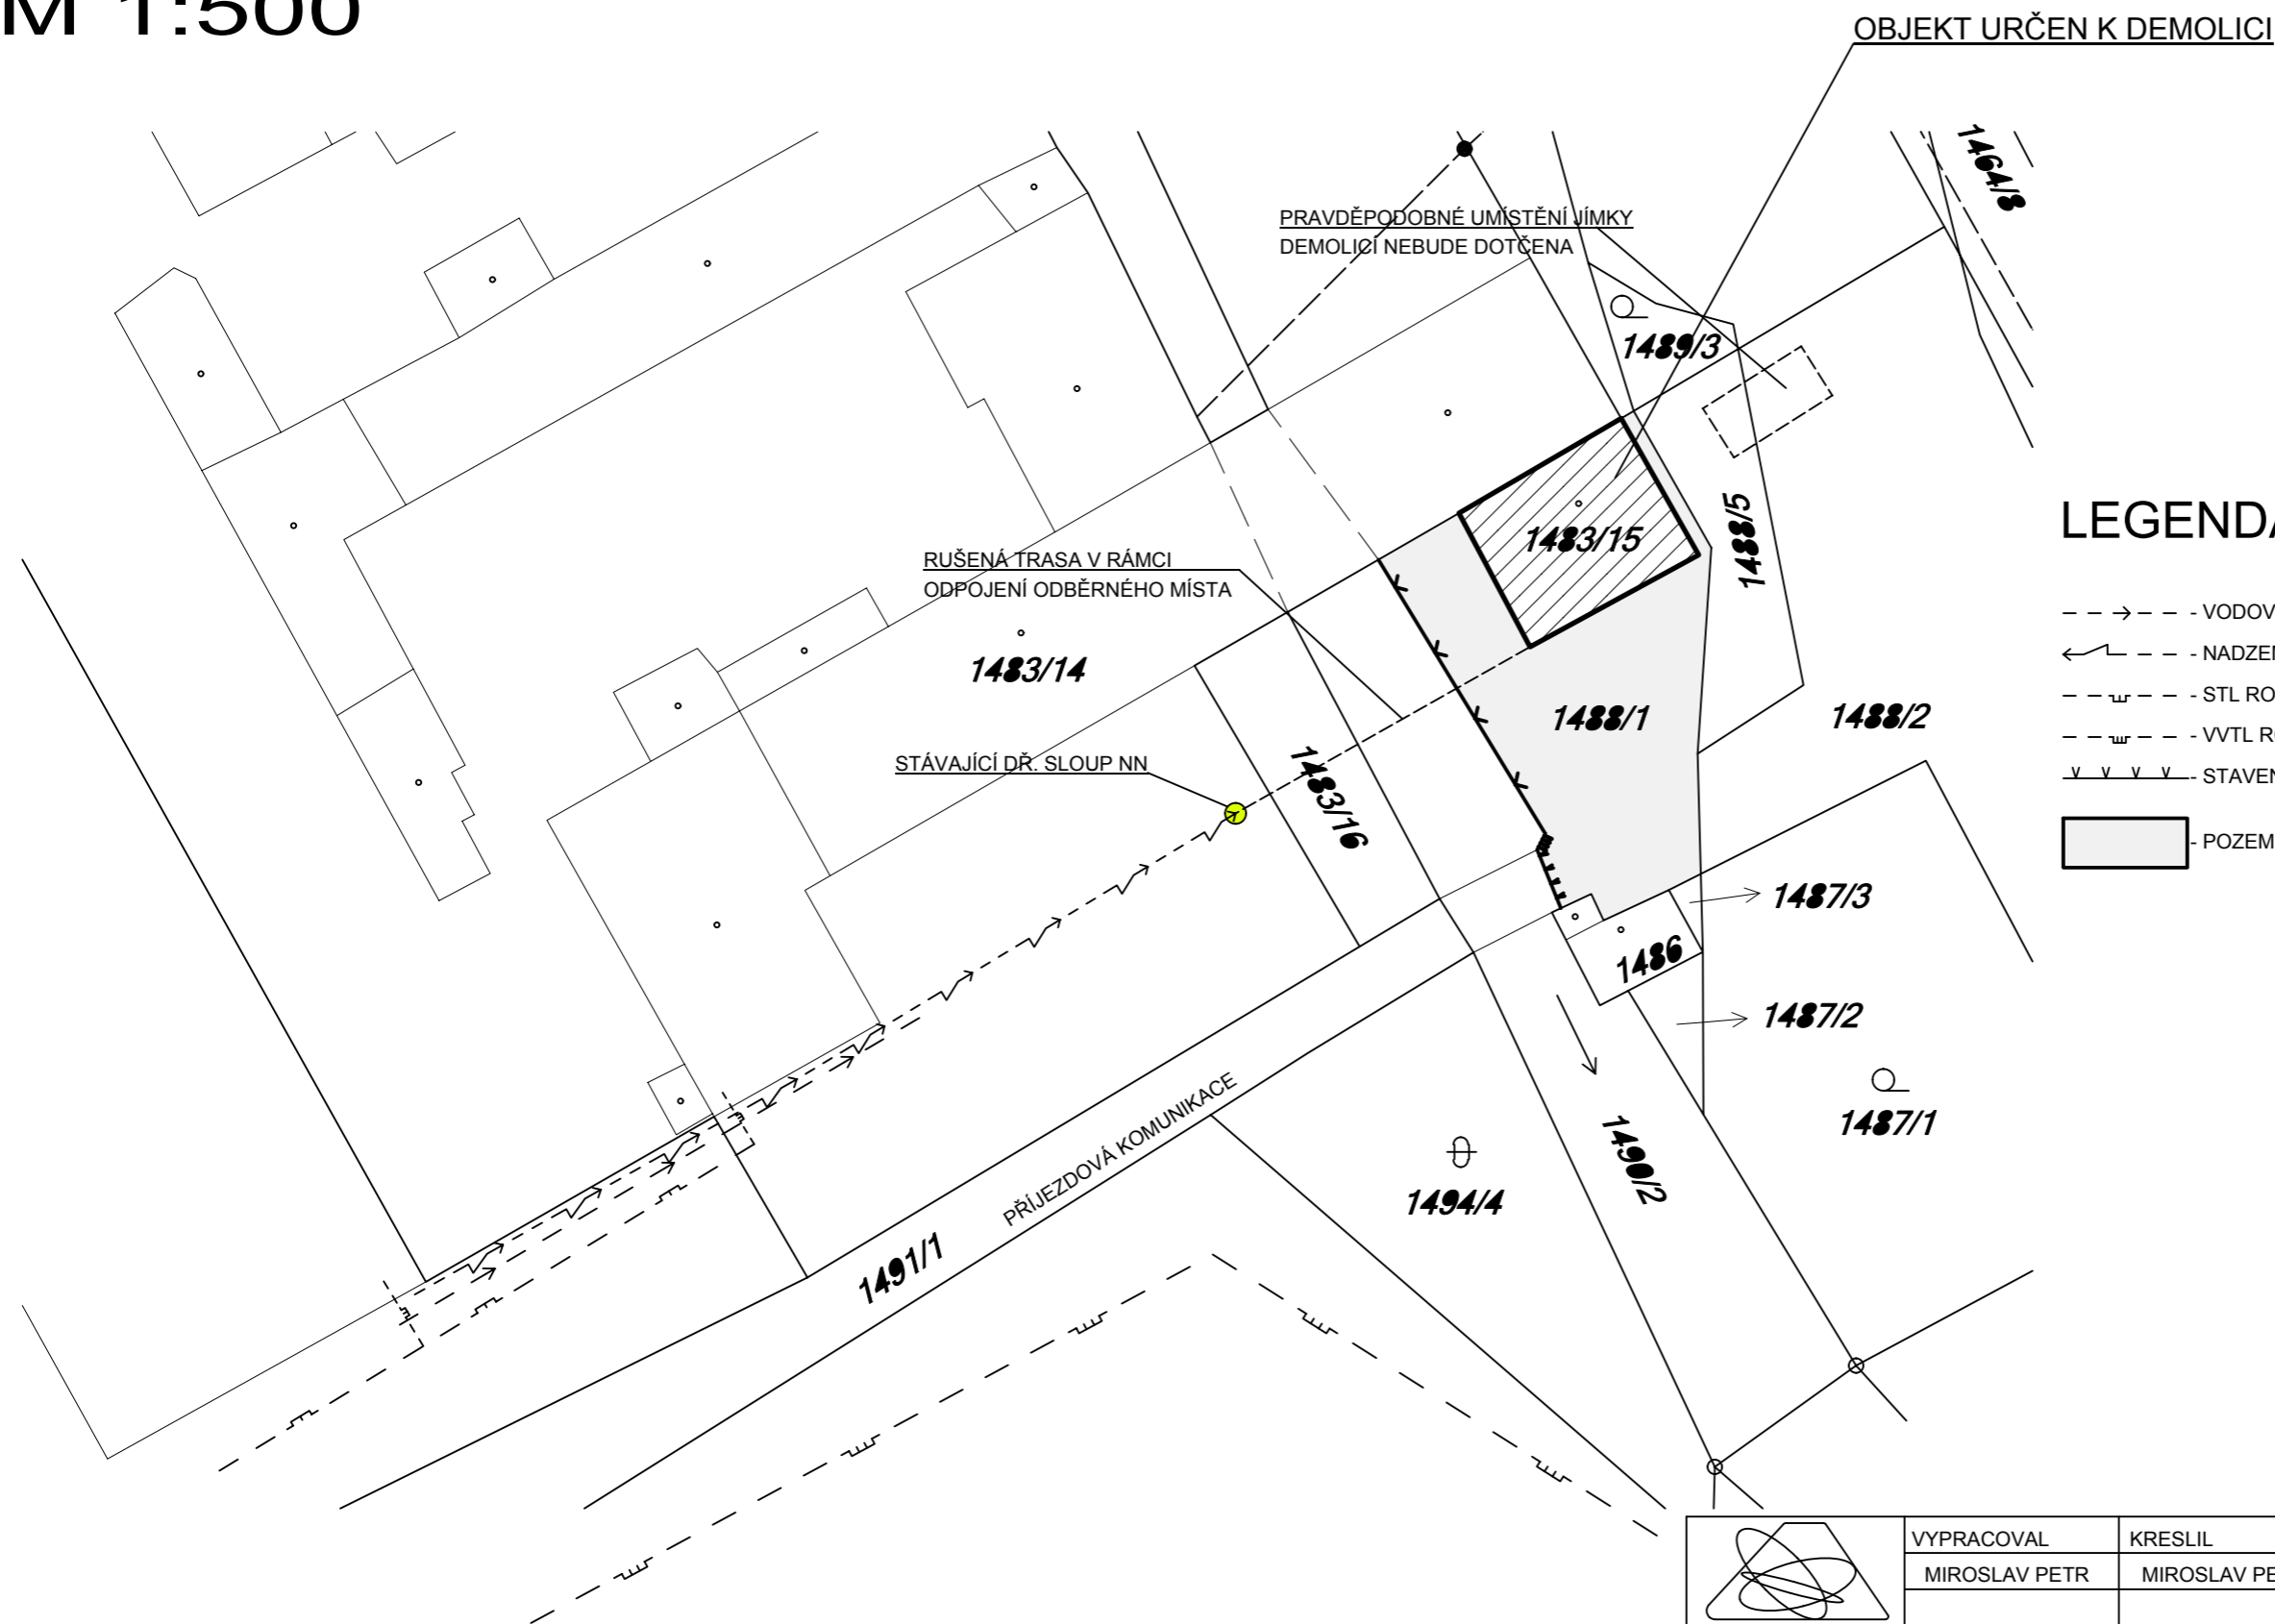 M 1:500
OBJEKT URČEN K DEMOLICI
1464/8
PRAVDĚPODOBNÉ UMÍSTĚNÍ JÍMKY
DEMOLICÍ NEBUDE DOTČENA
1489/3
1483/15
1488/5
RUŠENÁ TRASA V RÁMCI
ODPOJENÍ ODBĚRNÉHO MÍSTA
1483/14
1488/1
1488/2
STÁVAJÍCÍ DŘ. SLOUP NN
1483/16
1487/3
1486
1487/2
1487/1
PŘÍJEZDOVÁ KOMUNIKACE
1490/2
1494/4
1491/1
LEGENDA
- VODOV
- NADZEM
- STL RO
- VVTL RO
- STAVEN
- POZEM
VYPRACOVAL KRESLIL
MIROSLAV PETR MIROSLAV PE